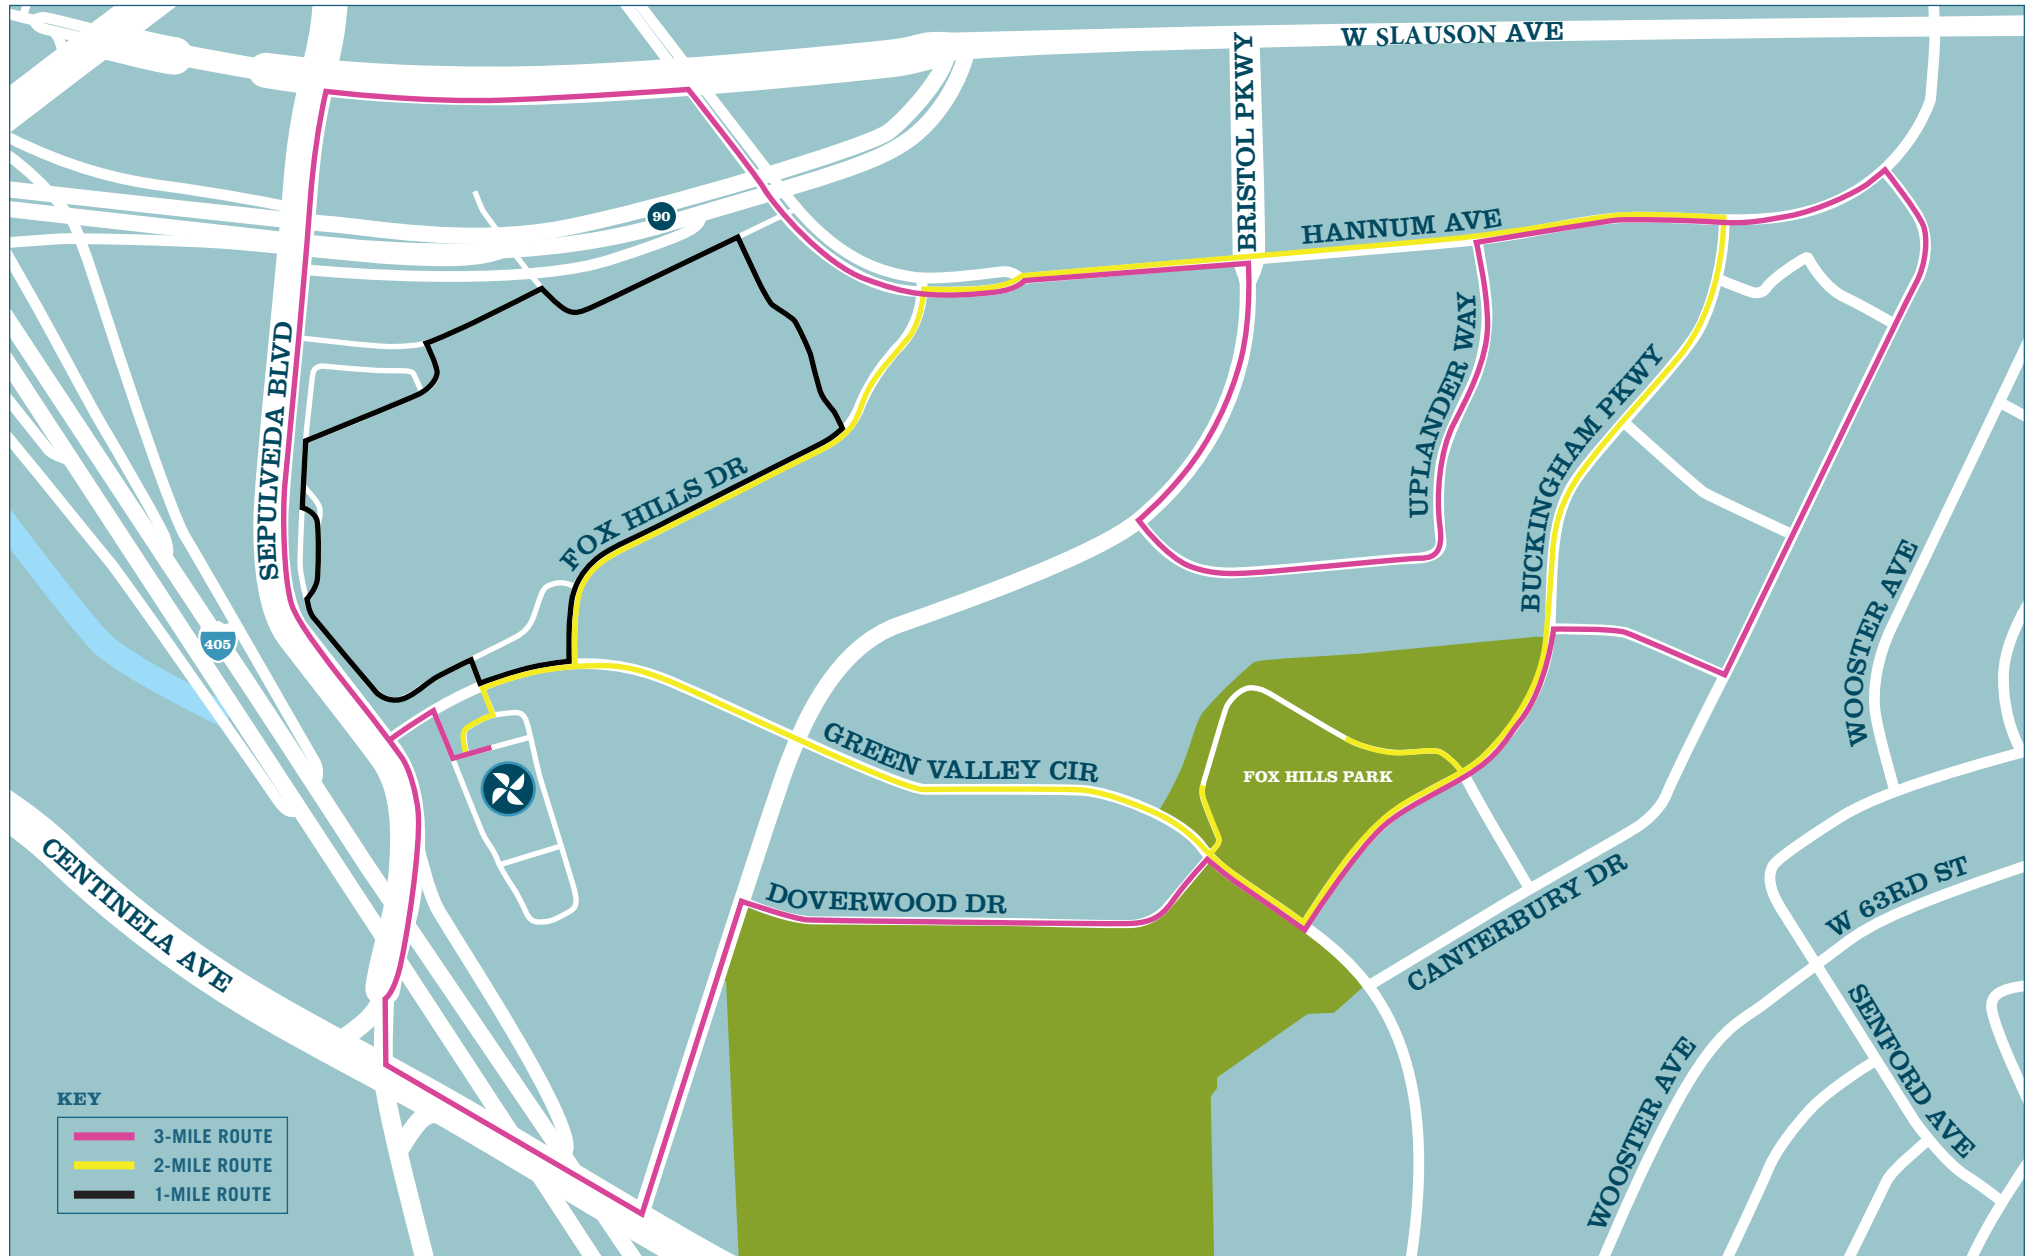 W SLAUSON AVE
BRISTOL PKWY
90
HANNUM AVE
SEPULVEDA BLVD
UPLANDER WAY
BUCKINGHAM PKWY
FOX HILLS DR
WOOSTER AVE
405
GREEN VALLEY CIR
FOX HILLS PARK
CENTINELA AVE
DOVERWOOD DR
CANTERBURY DR
W 63RD ST
SENFORD AVE
WOOSTER AVE
KEY
3-MILE ROUTE
2-MILE ROUTE
1-MILE ROUTE